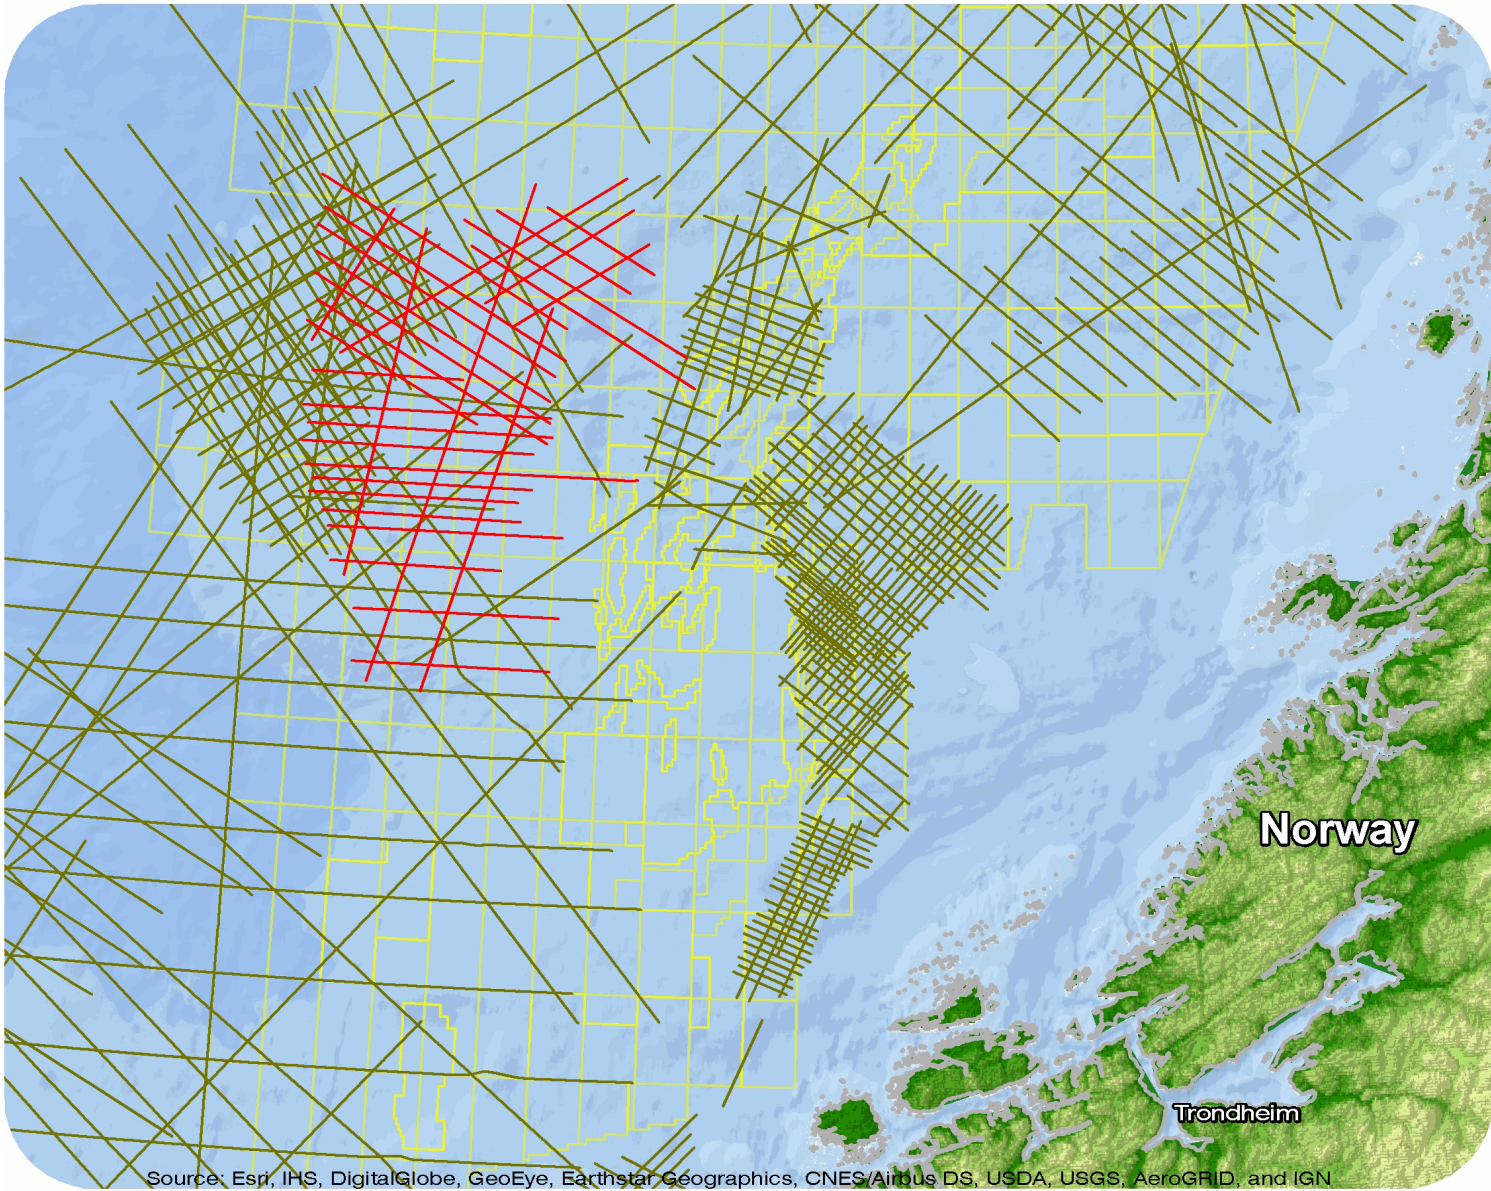 Norway
Trondheim
Source: Esri, IHS, DigitalGlobe, GeoEye, Earthstar Geographics, CNES/Airbus DS, USDA, USGS, AeroGRID, and IGN